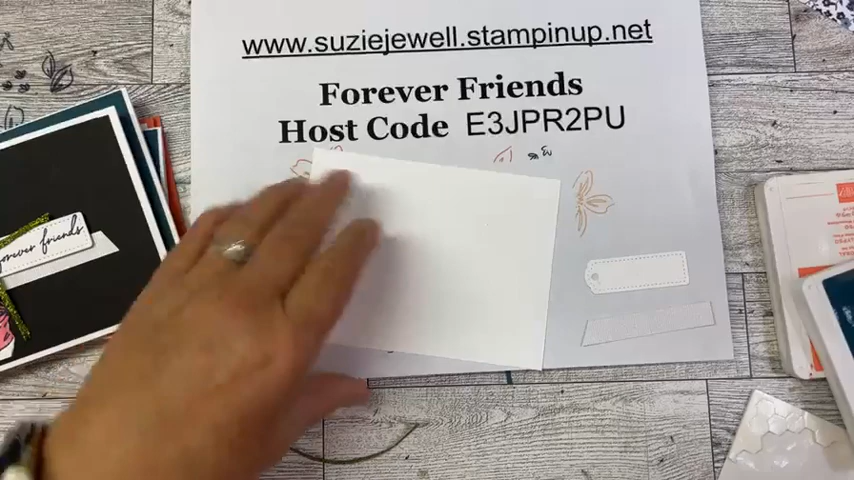 www.suziejewell.stampinup.net
Forever Friends
Host Code E3JPR2PU
forever friends